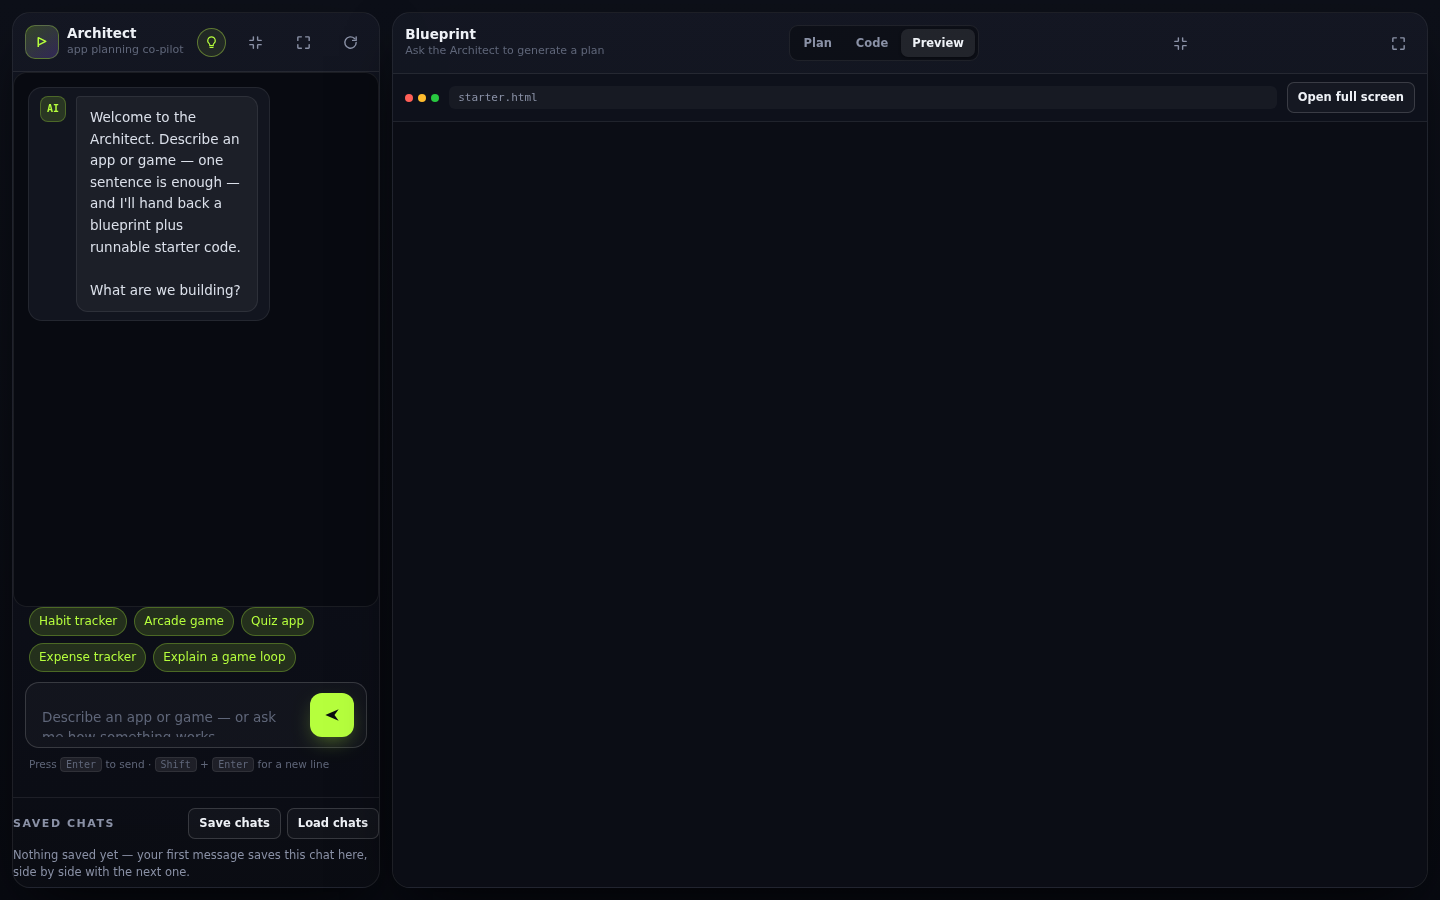 Architect
app planning co-pilot
AI
Welcome to the
Architect. Describe an
app or game — one
sentence is enough —
and I'll hand back a
blueprint plus
runnable starter code.
What are we building?
Habit tracker
Arcade game
Quiz app
Expense tracker
Explain a game loop
Describe an app or game — or ask
me how something works
Press Enter to send · Shift + Enter for a new line
SAVED CHATS
Save chats
Load chats
Nothing saved yet — your first message saves this chat here,
side by side with the next one.
Blueprint
Ask the Architect to generate a plan
Plan
Code
Preview
starter.html
Open full screen